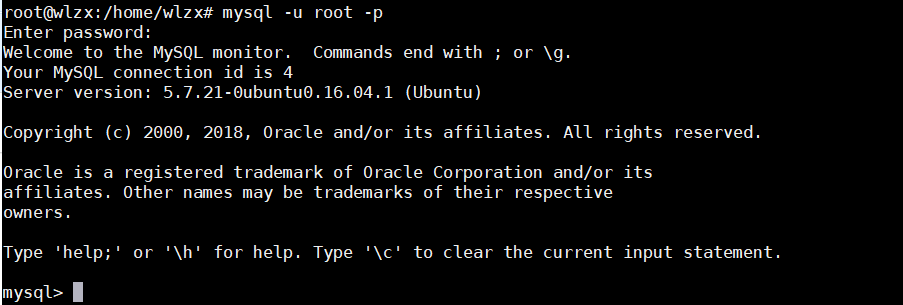 root@wlzx:/home/wlzx# mysql -u root -p
Enter password:
Welcome to the MySQL monitor.  Commands end with ; or \g.
Your MySQL connection id is 4
Server version: 5.7.21-0ubuntu0.16.04.1 (Ubuntu)
Copyright (c) 2000, 2018, Oracle and/or its affiliates. All rights reserved.
Oracle is a registered trademark of Oracle Corporation and/or its
affiliates. Other names may be trademarks of their respective
owners.
Type 'help;' or '\h' for help. Type '\c' to clear the current input statement.
mysql>